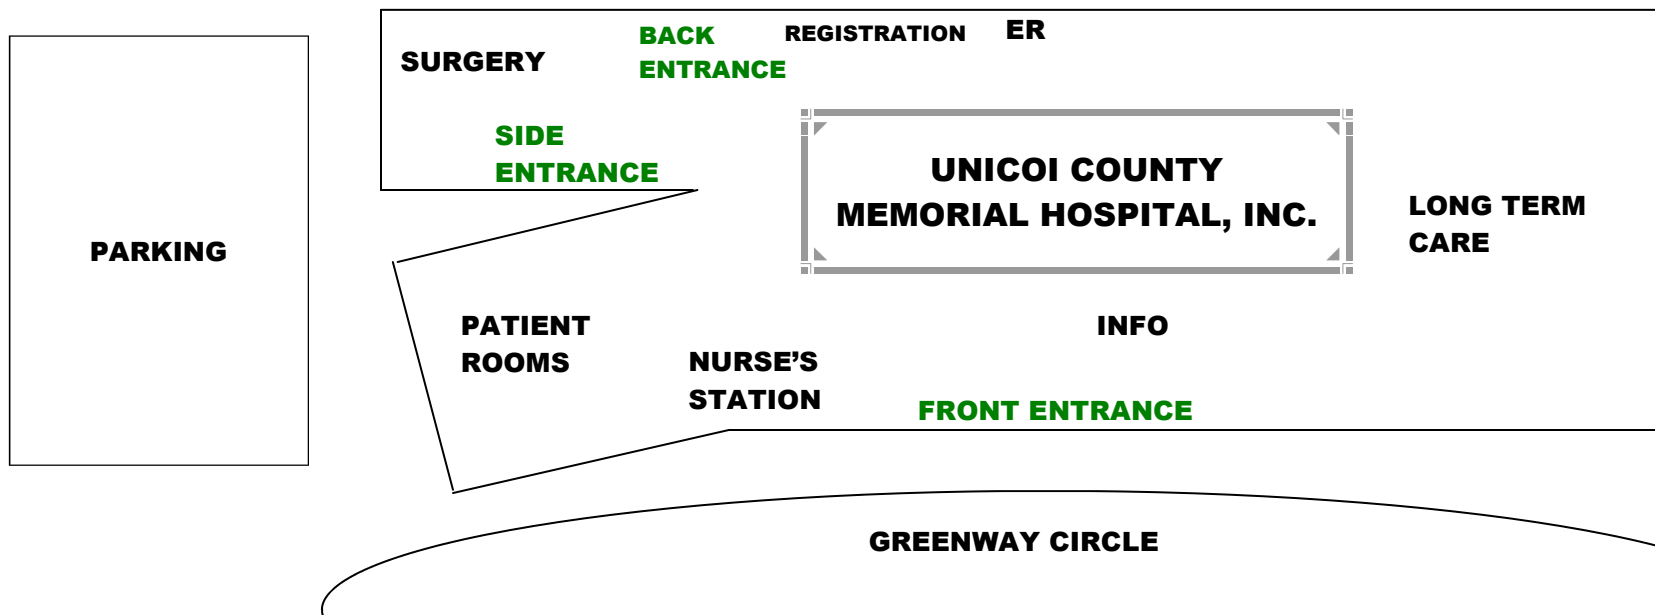 SURGERY
BACK
ENTRANCE
REGISTRATION
ER
SIDE
ENTRANCE
PARKING
UNICOI COUNTY
MEMORIAL HOSPITAL, INC.
LONG TERM
CARE
PATIENT
ROOMS
NURSE’S
STATION
INFO
FRONT ENTRANCE
GREENWAY CIRCLE